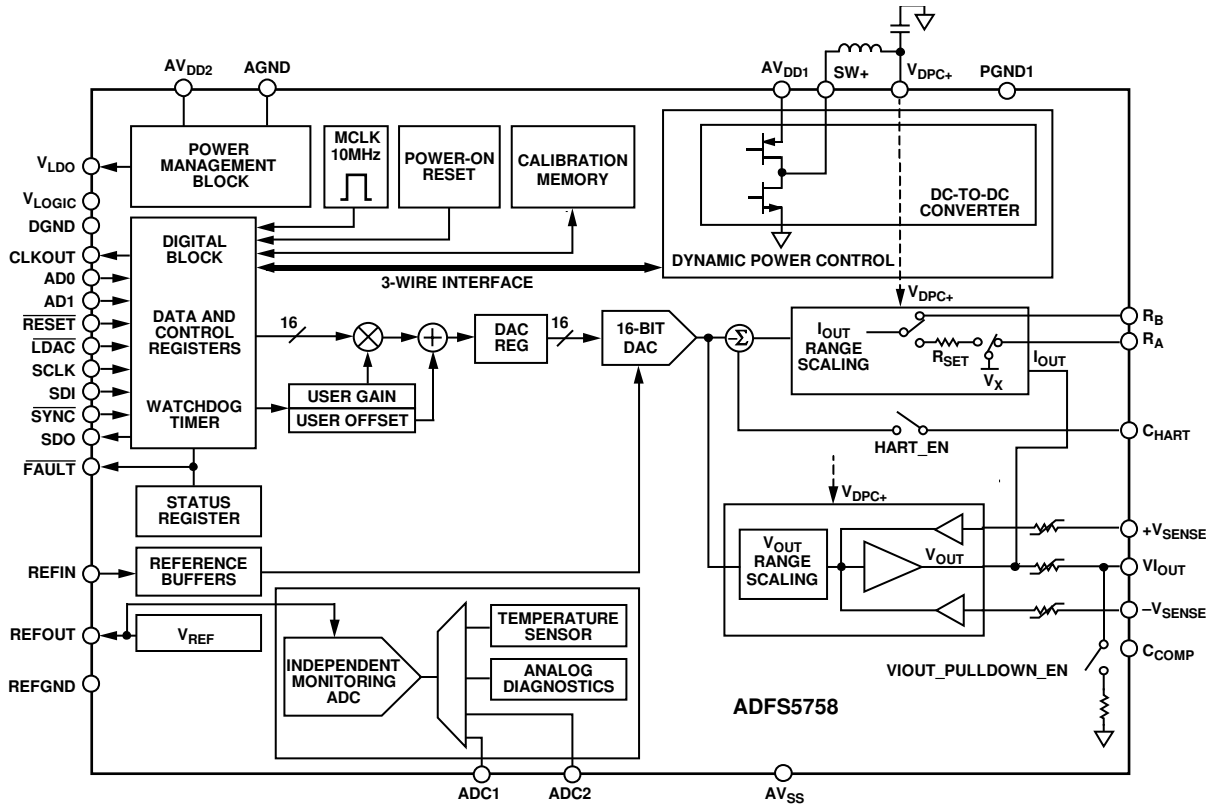 AVDD2
AGND
AVDD1
SW+
VDPC+
PGND1
POWER
MANAGEMENT
BLOCK
MCLK
10MHz
POWER-ON
RESET
CALIBRATION
MEMORY
DC-TO-DC
CONVERTER
DYNAMIC POWER CONTROL
VLDO
VLOGIC
DGND
CLKOUT
AD0
AD1
RESET
LDAC
SCLK
SDI
SYNC
SDO
FAULT
DIGITAL
BLOCK
DATA AND
CONTROL
REGISTERS
WATCHDOG
TIMER
3-WIRE INTERFACE
16
USER GAIN
USER OFFSET
DAC
REG
16
16-BIT
DAC
–Σ
VDPC+
IOUT
RANGE
SCALING
RSET
VX
IOUT
RB
RA
HART_EN
CHART
STATUS
REGISTER
VDPC+
VOUT
RANGE
SCALING
VOUT
+VSENSE
VIOUT
–VSENSE
CCOMP
VIOUT_PULLDOWN_EN
REFIN
REFERENCE
BUFFERS
REFOUT
VREF
REFGND
INDEPENDENT
MONITORING
ADC
TEMPERATURE
SENSOR
ANALOG
DIAGNOSTICS
ADFS5758
ADC1
ADC2
AVSS